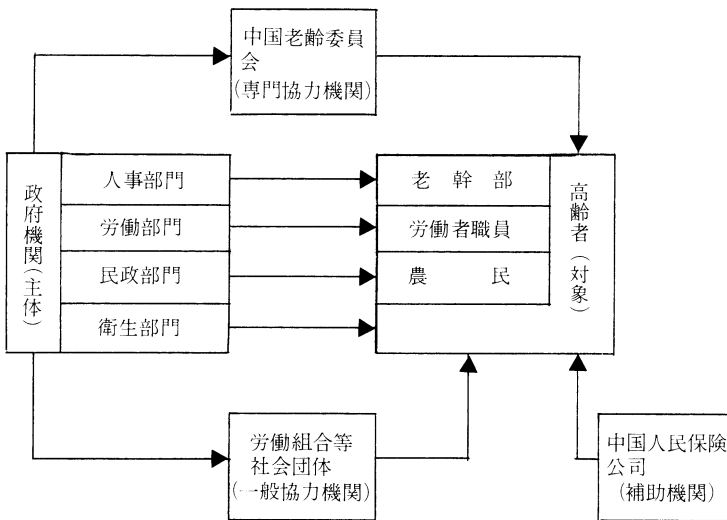 中国老齢委員
会
(専門協力機関)
政府機関(主体)
人事部門
労働部門
民政部門
衛生部門
老幹部
労働者職員
農民
高齢者(対象)
労働組合等
社会団体
(一般協力機関)
中国人民保険
公司
(補助機関)